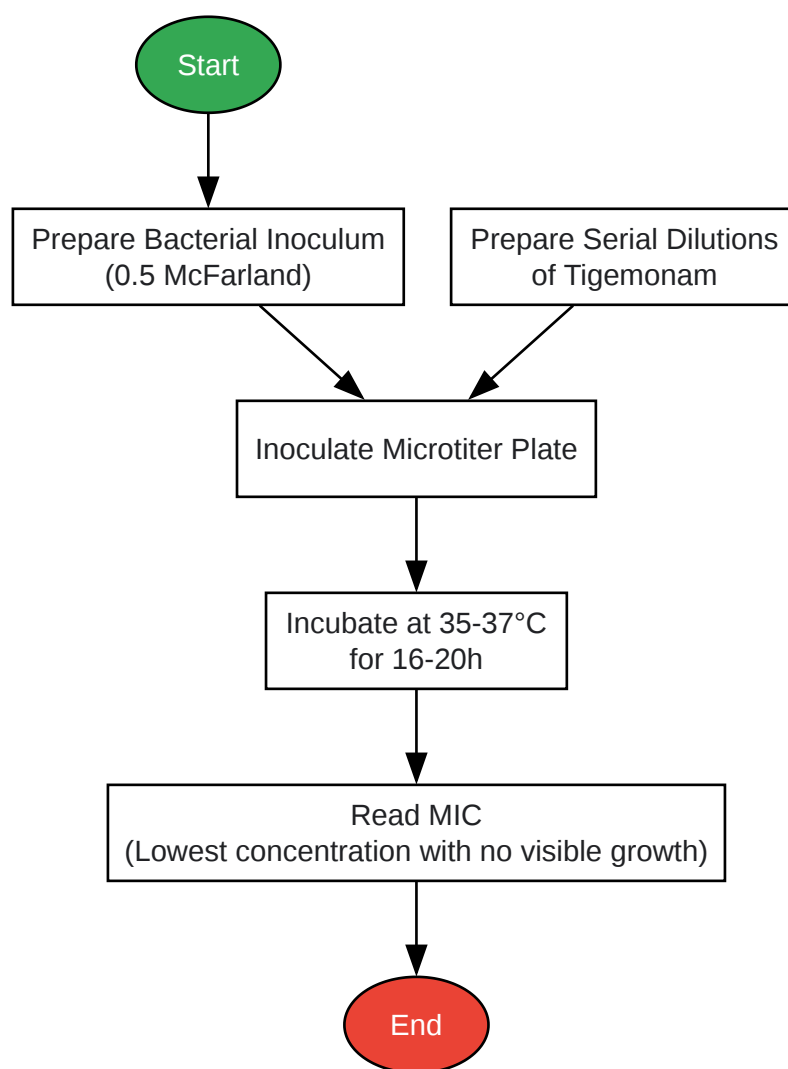 Start
Prepare Bacterial Inoculum
(0.5 McFarland)
Prepare Serial Dilutions
of Tigemonam
Inoculate Microtiter Plate
Incubate at 35-37°C
for 16-20h
Read MIC
(Lowest concentration with no visible growth)
End